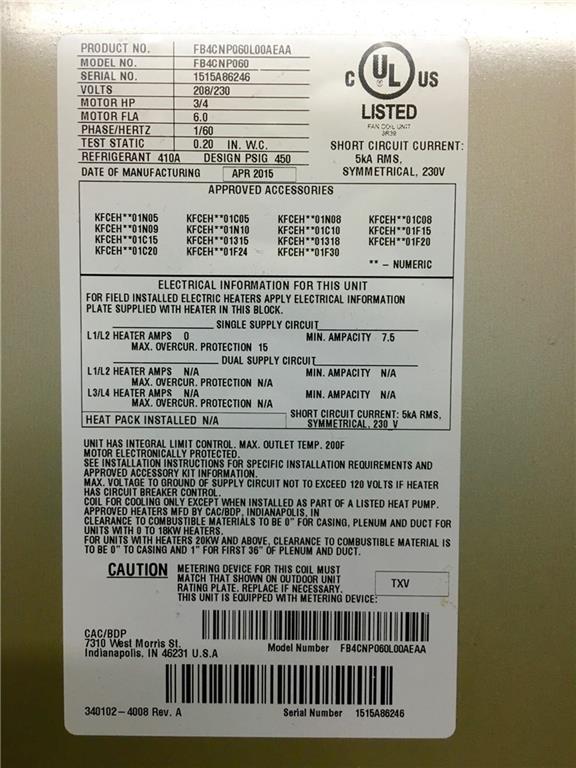 PRODUCT NO. FB4CNP060L00AEAA
MODEL NO. FB4CNP060
SERIAL NO. 1515A86246
VOLTS 208/230
MOTOR HP 3/4
MOTOR FLA 6.0
PHASE/HERTZ 1/60
TEST STATIC 0.20 IN. W.C.
REFRIGERANT 410A DESIGN PSIG 450
DATE OF MANUFACTURING APR 2015
C UL US
LISTED
FAN COIL UNIT
SHORT CIRCUIT CURRENT:
5kA RMS,
SYMMETRICAL, 230V
APPROVED ACCESSORIES
KFCEH**01N05 KFCEH**01C05 KFCEH**01N08 KFCEH**01C08
KFCEH**01N09 KFCEH**01N10 KFCEH**01C10 KFCEH**01F15
KFCEH**01C15 KFCEH**01315 KFCEH**01318 KFCEH**01F20
KFCEH**01C20 KFCEH**01F24 KFCEH**01F30
** - NUMERIC
ELECTRICAL INFORMATION FOR THIS UNIT
FOR FIELD INSTALLED ELECTRIC HEATERS APPLY ELECTRICAL INFORMATION
PLATE SUPPLIED WITH HEATER IN THIS BLOCK.
SINGLE SUPPLY CIRCUIT
L1/L2 HEATER AMPS 0 MIN. AMPACITY 7.5
MAX. OVERCUR. PROTECTION 15
DUAL SUPPLY CIRCUIT
L1/L2 HEATER AMPS N/A MIN. AMPACITY N/A
MAX. OVERCUR. PROTECTION N/A
L3/L4 HEATER AMPS N/A MIN. AMPACITY N/A
MAX. OVERCUR. PROTECTION N/A
HEAT PACK INSTALLED N/A
SHORT CIRCUIT CURRENT: 5kA RMS,
SYMMETRICAL, 230 V
UNIT HAS INTEGRAL LIMIT CONTROL. MAX. OUTLET TEMP. 200F
MOTOR ELECTRONICALLY PROTECTED.
SEE INSTALLATION INSTRUCTIONS FOR SPECIFIC INSTALLATION REQUIREMENTS AND
APPROVED ACCESSORY KIT INFORMATION.
MAX. VOLTAGE TO GROUND OF SUPPLY CIRCUIT NOT TO EXCEED 120 VOLTS IF HEATER
HAS CIRCUIT BREAKER CONTROL.
COIL FOR COOLING ONLY EXCEPT WHEN INSTALLED AS PART OF A LISTED HEAT PUMP.
APPROVED HEATERS MFD BY CAC/BDP, INDIANAPOLIS, IN
CLEARANCE TO COMBUSTIBLE MATERIALS TO BE 0" FOR CASING, PLENUM AND DUCT FOR
UNITS WITH 0 TO 18KW HEATERS.
FOR UNITS WITH HEATERS 20KW AND ABOVE, CLEARANCE TO COMBUSTIBLE MATERIAL IS
TO BE 0" TO CASING AND 1" FOR FIRST 36" OF PLENUM AND DUCT.
CAUTION
METERING DEVICE FOR THIS COIL MUST
MATCH THAT SHOWN ON OUTDOOR UNIT
RATING PLATE. REPLACE IF NECESSARY.
THIS UNIT IS EQUIPPED WITH METERING DEVICE:
TXV
CAC/BDP
7310 West Morris St.
Indianapolis, IN 46231 U.S.A
Model Number FB4CNP060L00AEAA
340102-4008 Rev. A
Serial Number 1515A86246